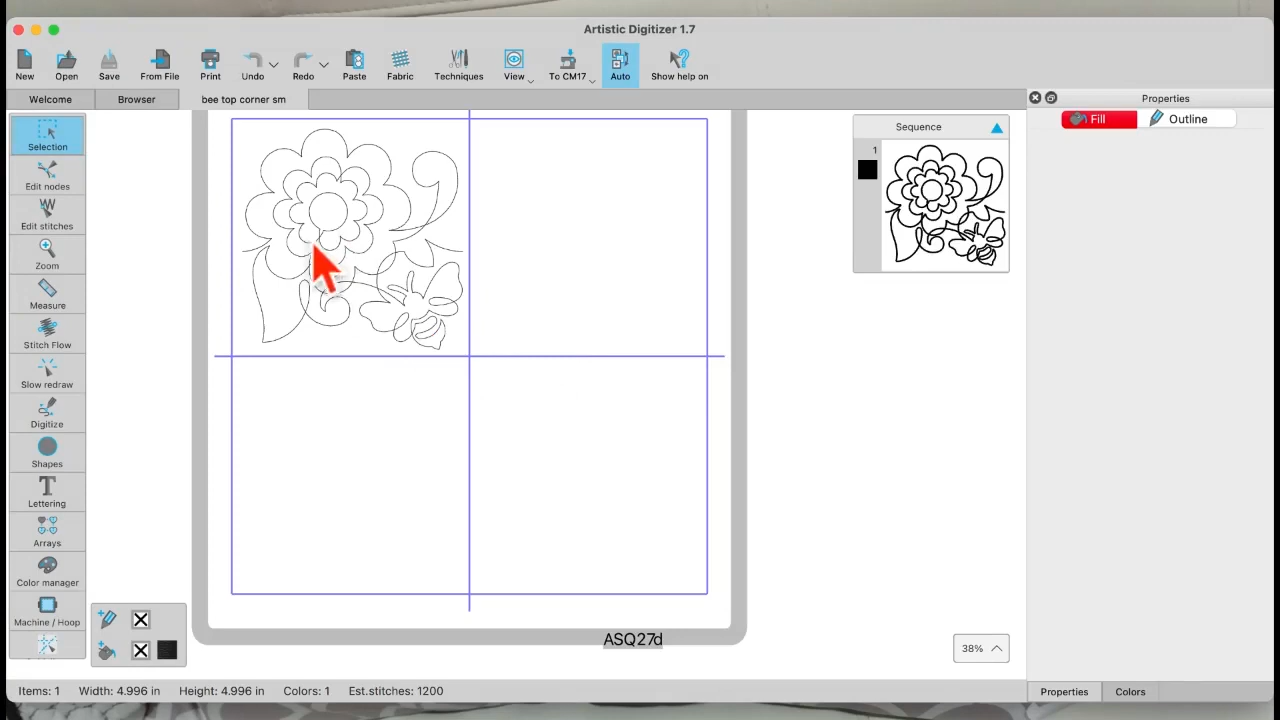 Artistic Digitizer 1.7
New Open Save From File Print Undo Redo Paste Fabric Techniques View To CM17 Auto Show help on
Welcome Browser bee top corner sm
Properties
Fill Outline
Selection
Edit nodes
Edit stitches
Zoom
Measure
Stitch Flow
Slow redraw
Digitize
Shapes
Lettering
Arrays
Color manager
Machine / Hoop
Sequence
1
ASQ27d
38%
Items: 1 Width: 4.996 in Height: 4.996 in Colors: 1 Est.stitches: 1200
Properties Colors